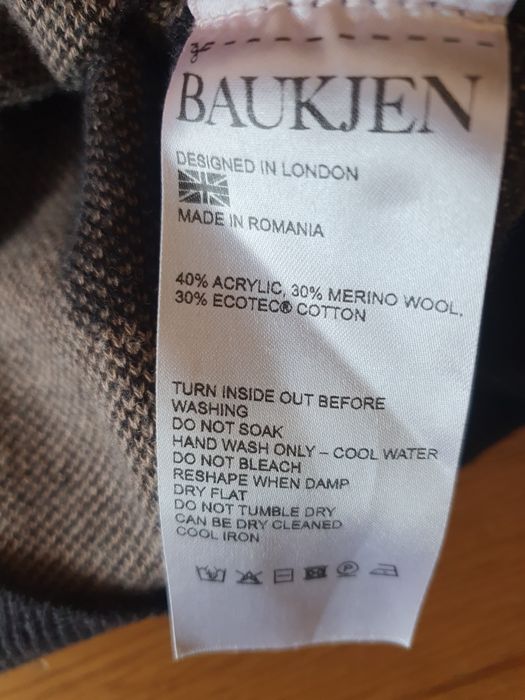 BAUKJEN
DESIGNED IN LONDON
MADE IN ROMANIA
40% ACRYLIC, 30% MERINO WOOL,
30% ECOTEC® COTTON
TURN INSIDE OUT BEFORE
WASHING
DO NOT SOAK
HAND WASH ONLY – COOL WATER
DO NOT BLEACH
RESHAPE WHEN DAMP
DRY FLAT
DO NOT TUMBLE DRY
CAN BE DRY CLEANED
COOL IRON
P